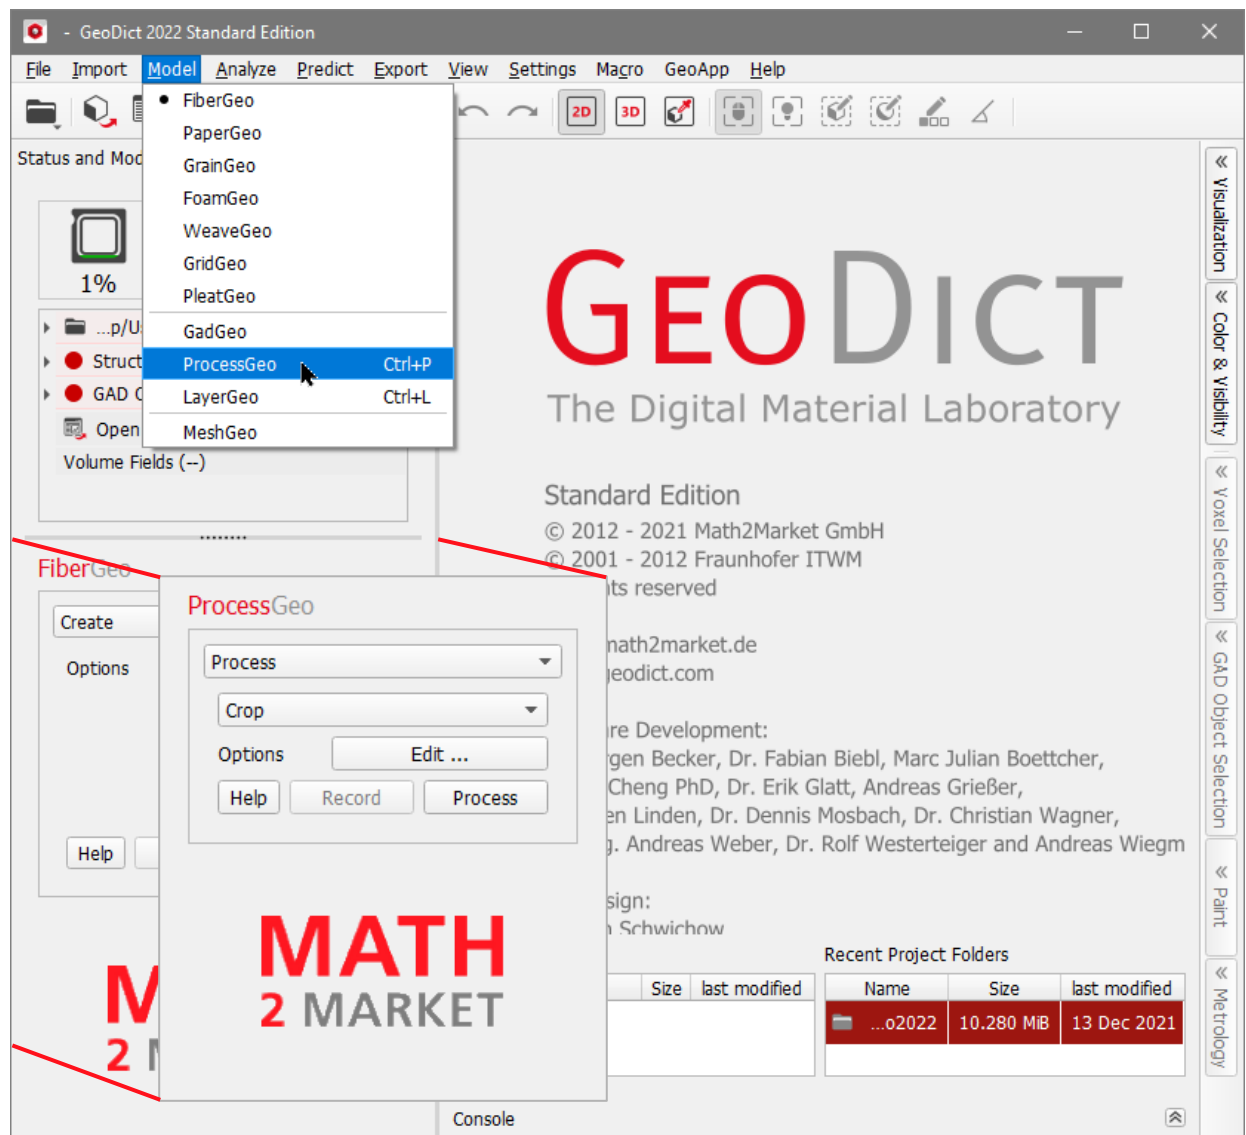 - GeoDict 2022 Standard Edition
File Import Model Analyze Predict Export View Settings Macro GeoApp Help
FiberGeo
PaperGeo
GrainGeo
FoamGeo
WeaveGeo
GridGeo
PleatGeo
GadGeo
ProcessGeo Ctrl+P
LayerGeo Ctrl+L
MeshGeo
2D 3D
Status and Mod
1%
...p/U
Struct
GAD
Open
Volume Fields (--)
GEODICT
The Digital Material Laboratory
Standard Edition
© 2012 - 2021 Math2Market GmbH
© 2001 - 2012 Fraunhofer ITWM
ts reserved
math2market.de
geodict.com
re Development:
rgen Becker, Dr. Fabian Biebl, Marc Julian Boettcher,
Cheng PhD, Dr. Erik Glatt, Andreas Grießer,
en Linden, Dr. Dennis Mosbach, Dr. Christian Wagner,
. Andreas Weber, Dr. Rolf Westerteiger and Andreas Wiegm
sign:
Schwichow
FiberGeo
Create
Options
Help
ProcessGeo
Process
Crop
Options Edit ...
Help Record Process
MATH
2 MARKET
M
2
Size last modified
Recent Project Folders
Name Size last modified
...o2022 10.280 MiB 13 Dec 2021
Console
Visualization
Color & Visibility
Voxel Selection
GAD Object Selection
Paint
Metrology